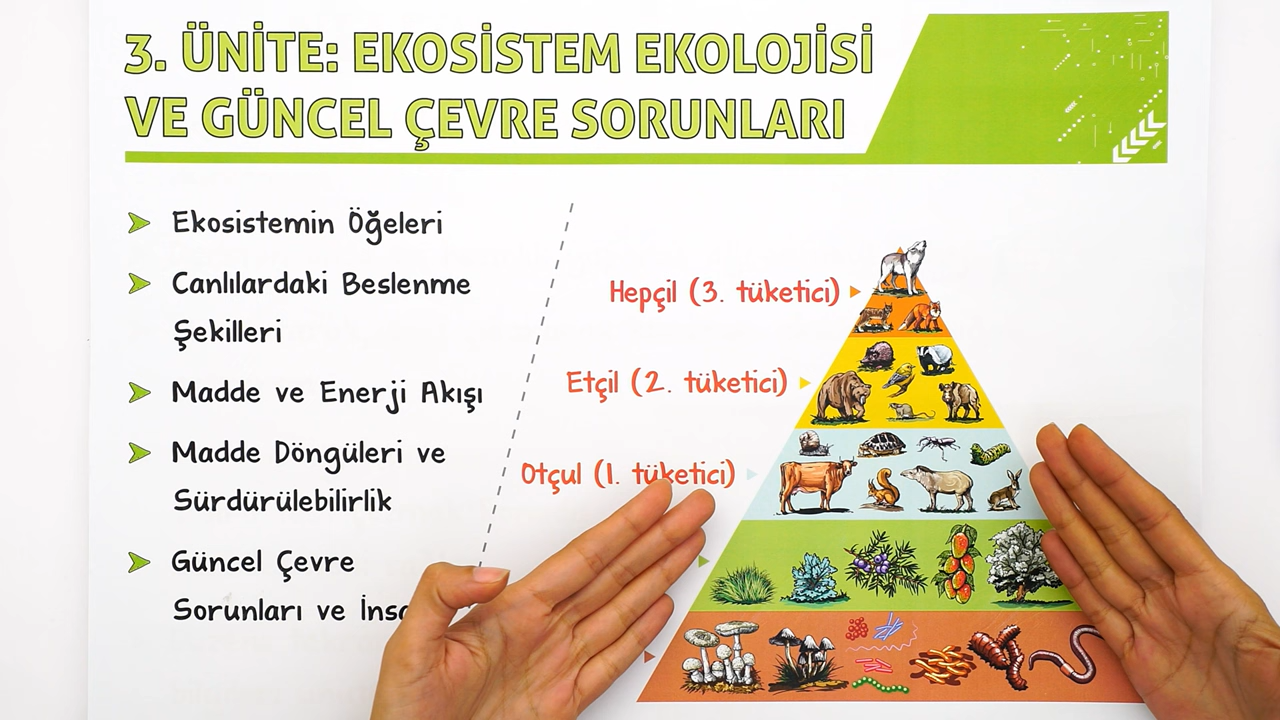 3. ÜNİTE: EKOSİSTEM EKOLOJİSİ
VE GÜNCEL ÇEVRE SORUNLARI
Ekosistemin Öğeleri
Canlılardaki Beslenme
Şekilleri
Madde ve Enerji Akışı
Madde Döngüleri ve
Sürdürülebilirlik
Güncel Çevre
Sorunları ve
Hepçil (3. tüketici)
Etçil (2. tüketici)
Otçul (1. tüketici)